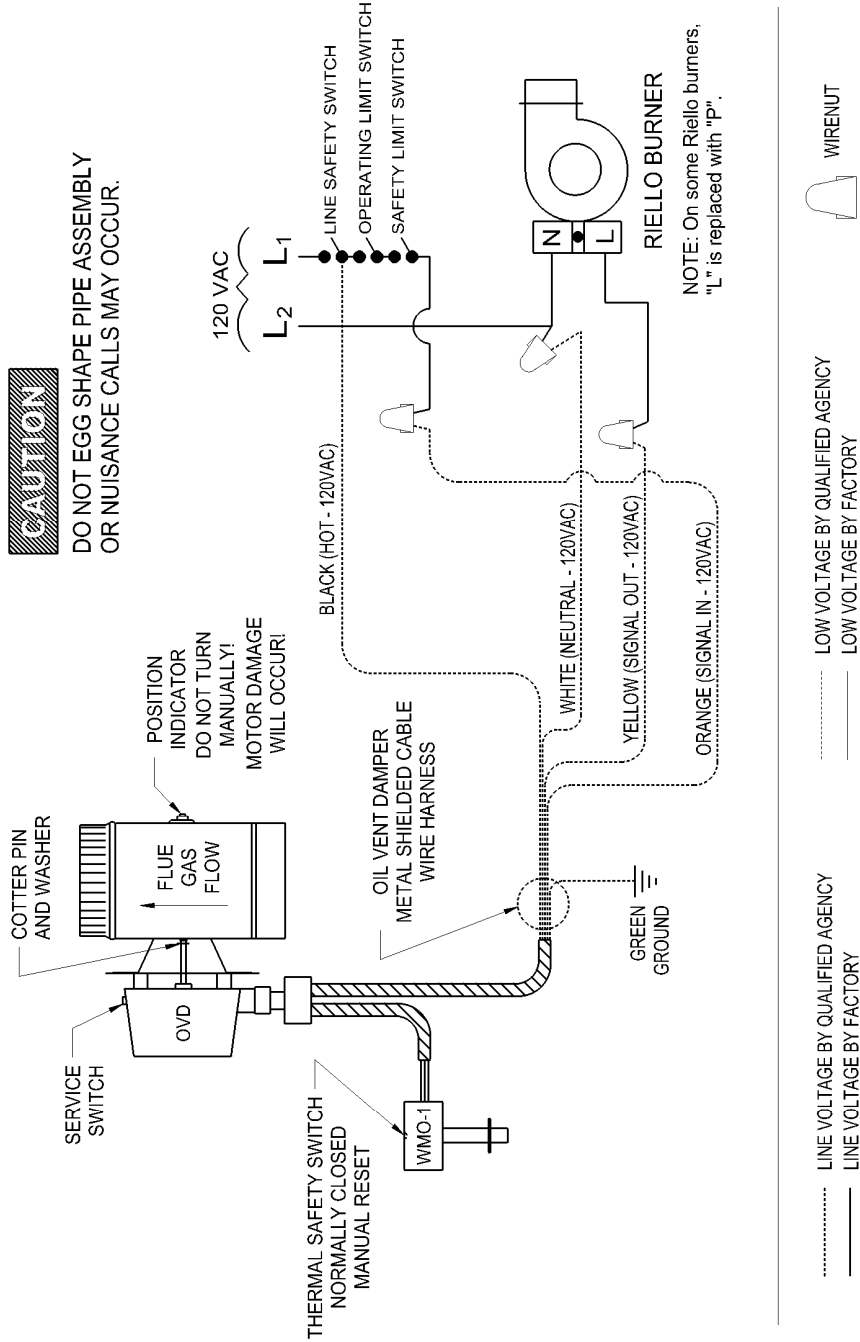 CAUTION
DO NOT EGG SHAPE PIPE ASSEMBLY
OR NUISANCE CALLS MAY OCCUR.
COTTER PIN
AND WASHER
SERVICE
SWITCH
OVD
FLUE
GAS
FLOW
POSITION
INDICATOR
DO NOT TURN
MANUALLY!
MOTOR DAMAGE
WILL OCCUR!
THERMAL SAFETY SWITCH
NORMALLY CLOSED
MANUAL RESET
WMO-1
OIL VENT DAMPER
METAL SHIELDED CABLE
WIRE HARNESS
GREEN
GROUND
BLACK (HOT - 120VAC)
WHITE (NEUTRAL - 120VAC)
YELLOW (SIGNAL OUT - 120VAC)
ORANGE (SIGNAL IN - 120VAC)
120 VAC
L2
L1
LINE SAFETY SWITCH
OPERATING LIMIT SWITCH
SAFETY LIMIT SWITCH
N
L
RIELLO BURNER
NOTE: On some Riello burners,
"L" is replaced with "P".
LINE VOLTAGE BY QUALIFIED AGENCY
LINE VOLTAGE BY FACTORY
LOW VOLTAGE BY QUALIFIED AGENCY
LOW VOLTAGE BY FACTORY
WIRENUT